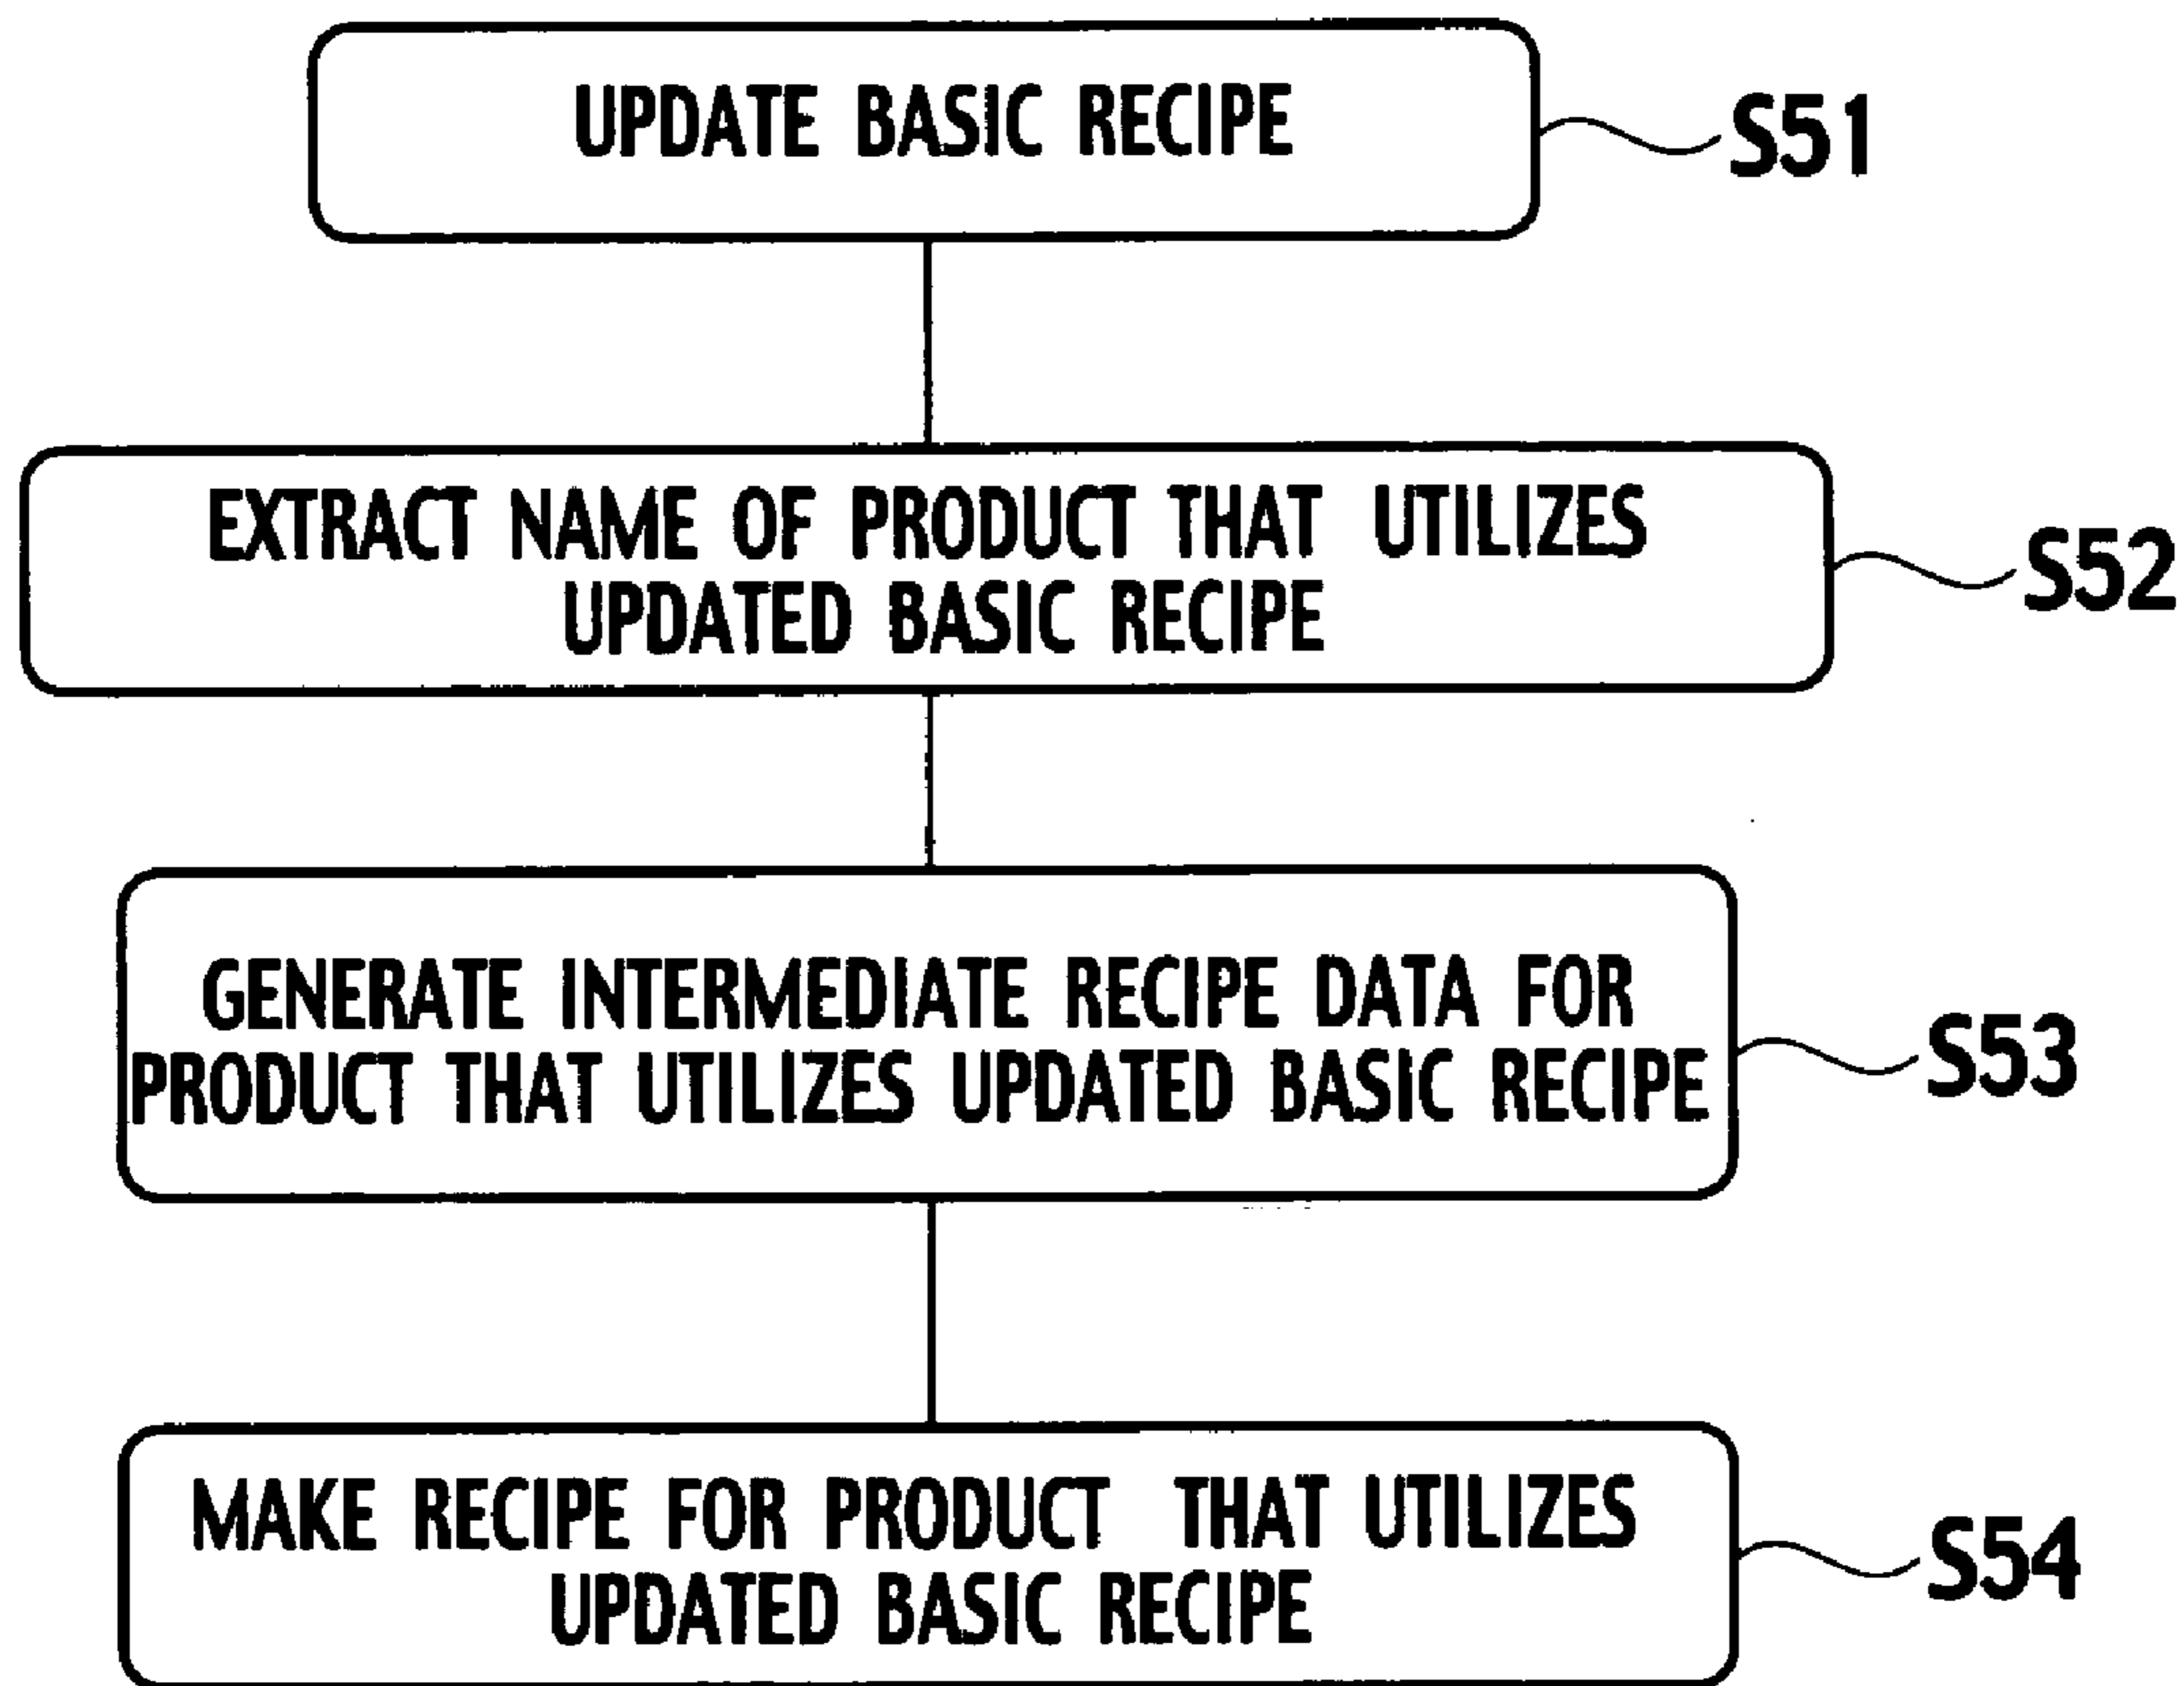 UPDATE BASIC RECIPE
S51
EXTRACT NAME OF PRODUCT THAT UTILIZES
UPDATED BASIC RECIPE
S52
GENERATE INTERMEDIATE RECIPE DATA FOR
PRODUCT THAT UTILIZES UPDATED BASIC RECIPE
S53
MAKE RECIPE FOR PRODUCT THAT UTILIZES
UPDATED BASIC RECIPE
S54